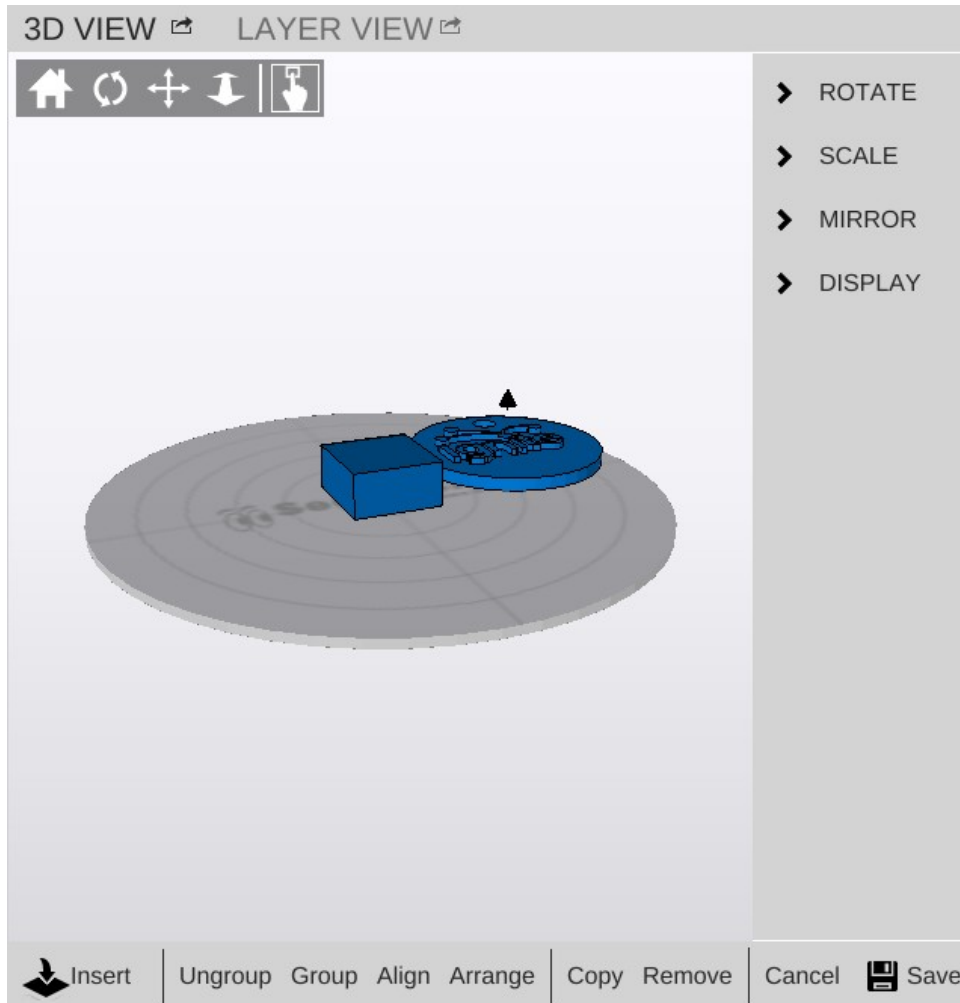 3D VIEW LAYER VIEW
ROTATE
SCALE
MIRROR
DISPLAY
Insert Ungroup Group Align Arrange Copy Remove Cancel Save